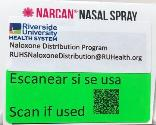 NARCAN® NASAL SPRAY
Riverside
University
HEALTH SYSTEM
Naloxone Distribution Program
RUHSNaloxoneDistribution@RUHealth.org
Escanear si se usa
Scan if used